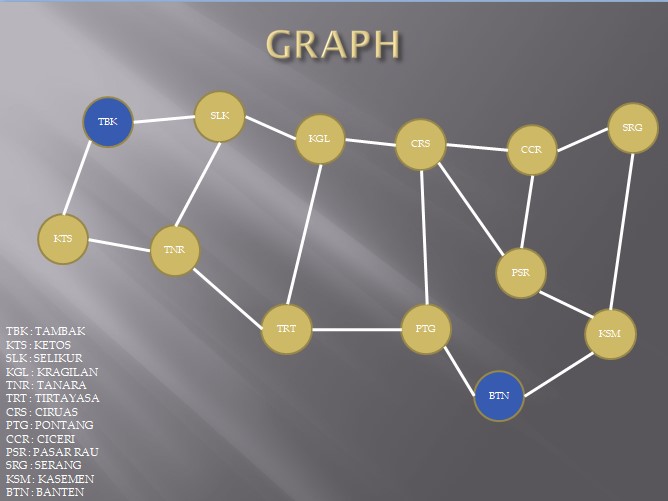 GRAPH
TBK
SLK
KGL
CRS
CCR
SRG
KTS
TNR
PSR
TRT
PTG
KSM
BTN
TBK : TAMBAK
KTS : KETOS
SLK : SELIKUR
KGL : KRAGILAN
TNR : TANARA
TRT : TIRTAYASA
CRS : CIRUAS
PTG : PONTANG
CCR : CICERI
PSR : PASAR RAU
SRG : SERANG
KSM : KASEMEN
BTN : BANTEN